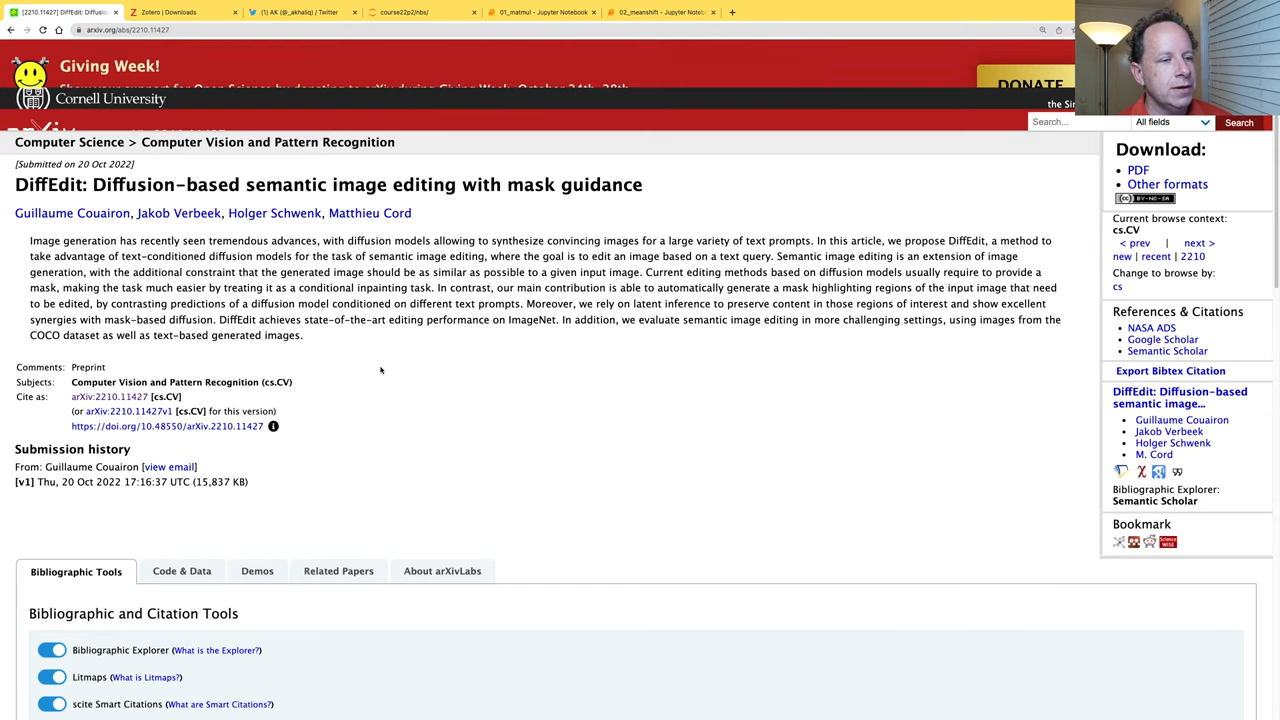 [2210.11427] DiffEdit: Diffus
Zotero | Downloads
(1) AK (@_akhaliq) / Twitter
course22p2/nbs/
01_matmul - Jupyter Notebook
02_meanshift - Jupyter Noteb
arxiv.org/abs/2210.11427
Giving Week!
DONATE
Cornell University
the Si
arXiv
Search...
All fields
Search
Computer Science > Computer Vision and Pattern Recognition
[Submitted on 20 Oct 2022]
DiffEdit: Diffusion-based semantic image editing with mask guidance
Guillaume Couairon, Jakob Verbeek, Holger Schwenk, Matthieu Cord
Image generation has recently seen tremendous advances, with diffusion models allowing to synthesize convincing images for a large variety of text prompts. In this article, we propose DiffEdit, a method to
take advantage of text-conditioned diffusion models for the task of semantic image editing, where the goal is to edit an image based on a text query. Semantic image editing is an extension of image
generation, with the additional constraint that the generated image should be as similar as possible to a given input image. Current editing methods based on diffusion models usually require to provide a
mask, making the task much easier by treating it as a conditional inpainting task. In contrast, our main contribution is able to automatically generate a mask highlighting regions of the input image that need
to be edited, by contrasting predictions of a diffusion model conditioned on different text prompts. Moreover, we rely on latent inference to preserve content in those regions of interest and show excellent
synergies with mask-based diffusion. DiffEdit achieves state-of-the-art editing performance on ImageNet. In addition, we evaluate semantic image editing in more challenging settings, using images from the
COCO dataset as well as text-based generated images.
Comments: Preprint
Subjects: Computer Vision and Pattern Recognition (cs.CV)
Cite as: arXiv:2210.11427 [cs.CV]
(or arXiv:2210.11427v1 [cs.CV] for this version)
https://doi.org/10.48550/arXiv.2210.11427
Submission history
From: Guillaume Couairon [view email]
[v1] Thu, 20 Oct 2022 17:16:37 UTC (15,837 KB)
Download:
PDF
Other formats
(cc) BY-NC-SA
Current browse context:
cs.CV
< prev | next >
new | recent | 2210
Change to browse by:
cs
References & Citations
NASA ADS
Google Scholar
Semantic Scholar
Export Bibtex Citation
DiffEdit: Diffusion-based
semantic image...
Guillaume Couairon
Jakob Verbeek
Holger Schwenk
M. Cord
Bibliographic Explorer:
Semantic Scholar
Bookmark
Bibliographic Tools
Code & Data
Demos
Related Papers
About arXivLabs
Bibliographic and Citation Tools
Bibliographic Explorer (What is the Explorer?)
Litmaps (What is Litmaps?)
scite Smart Citations (What are Smart Citations?)